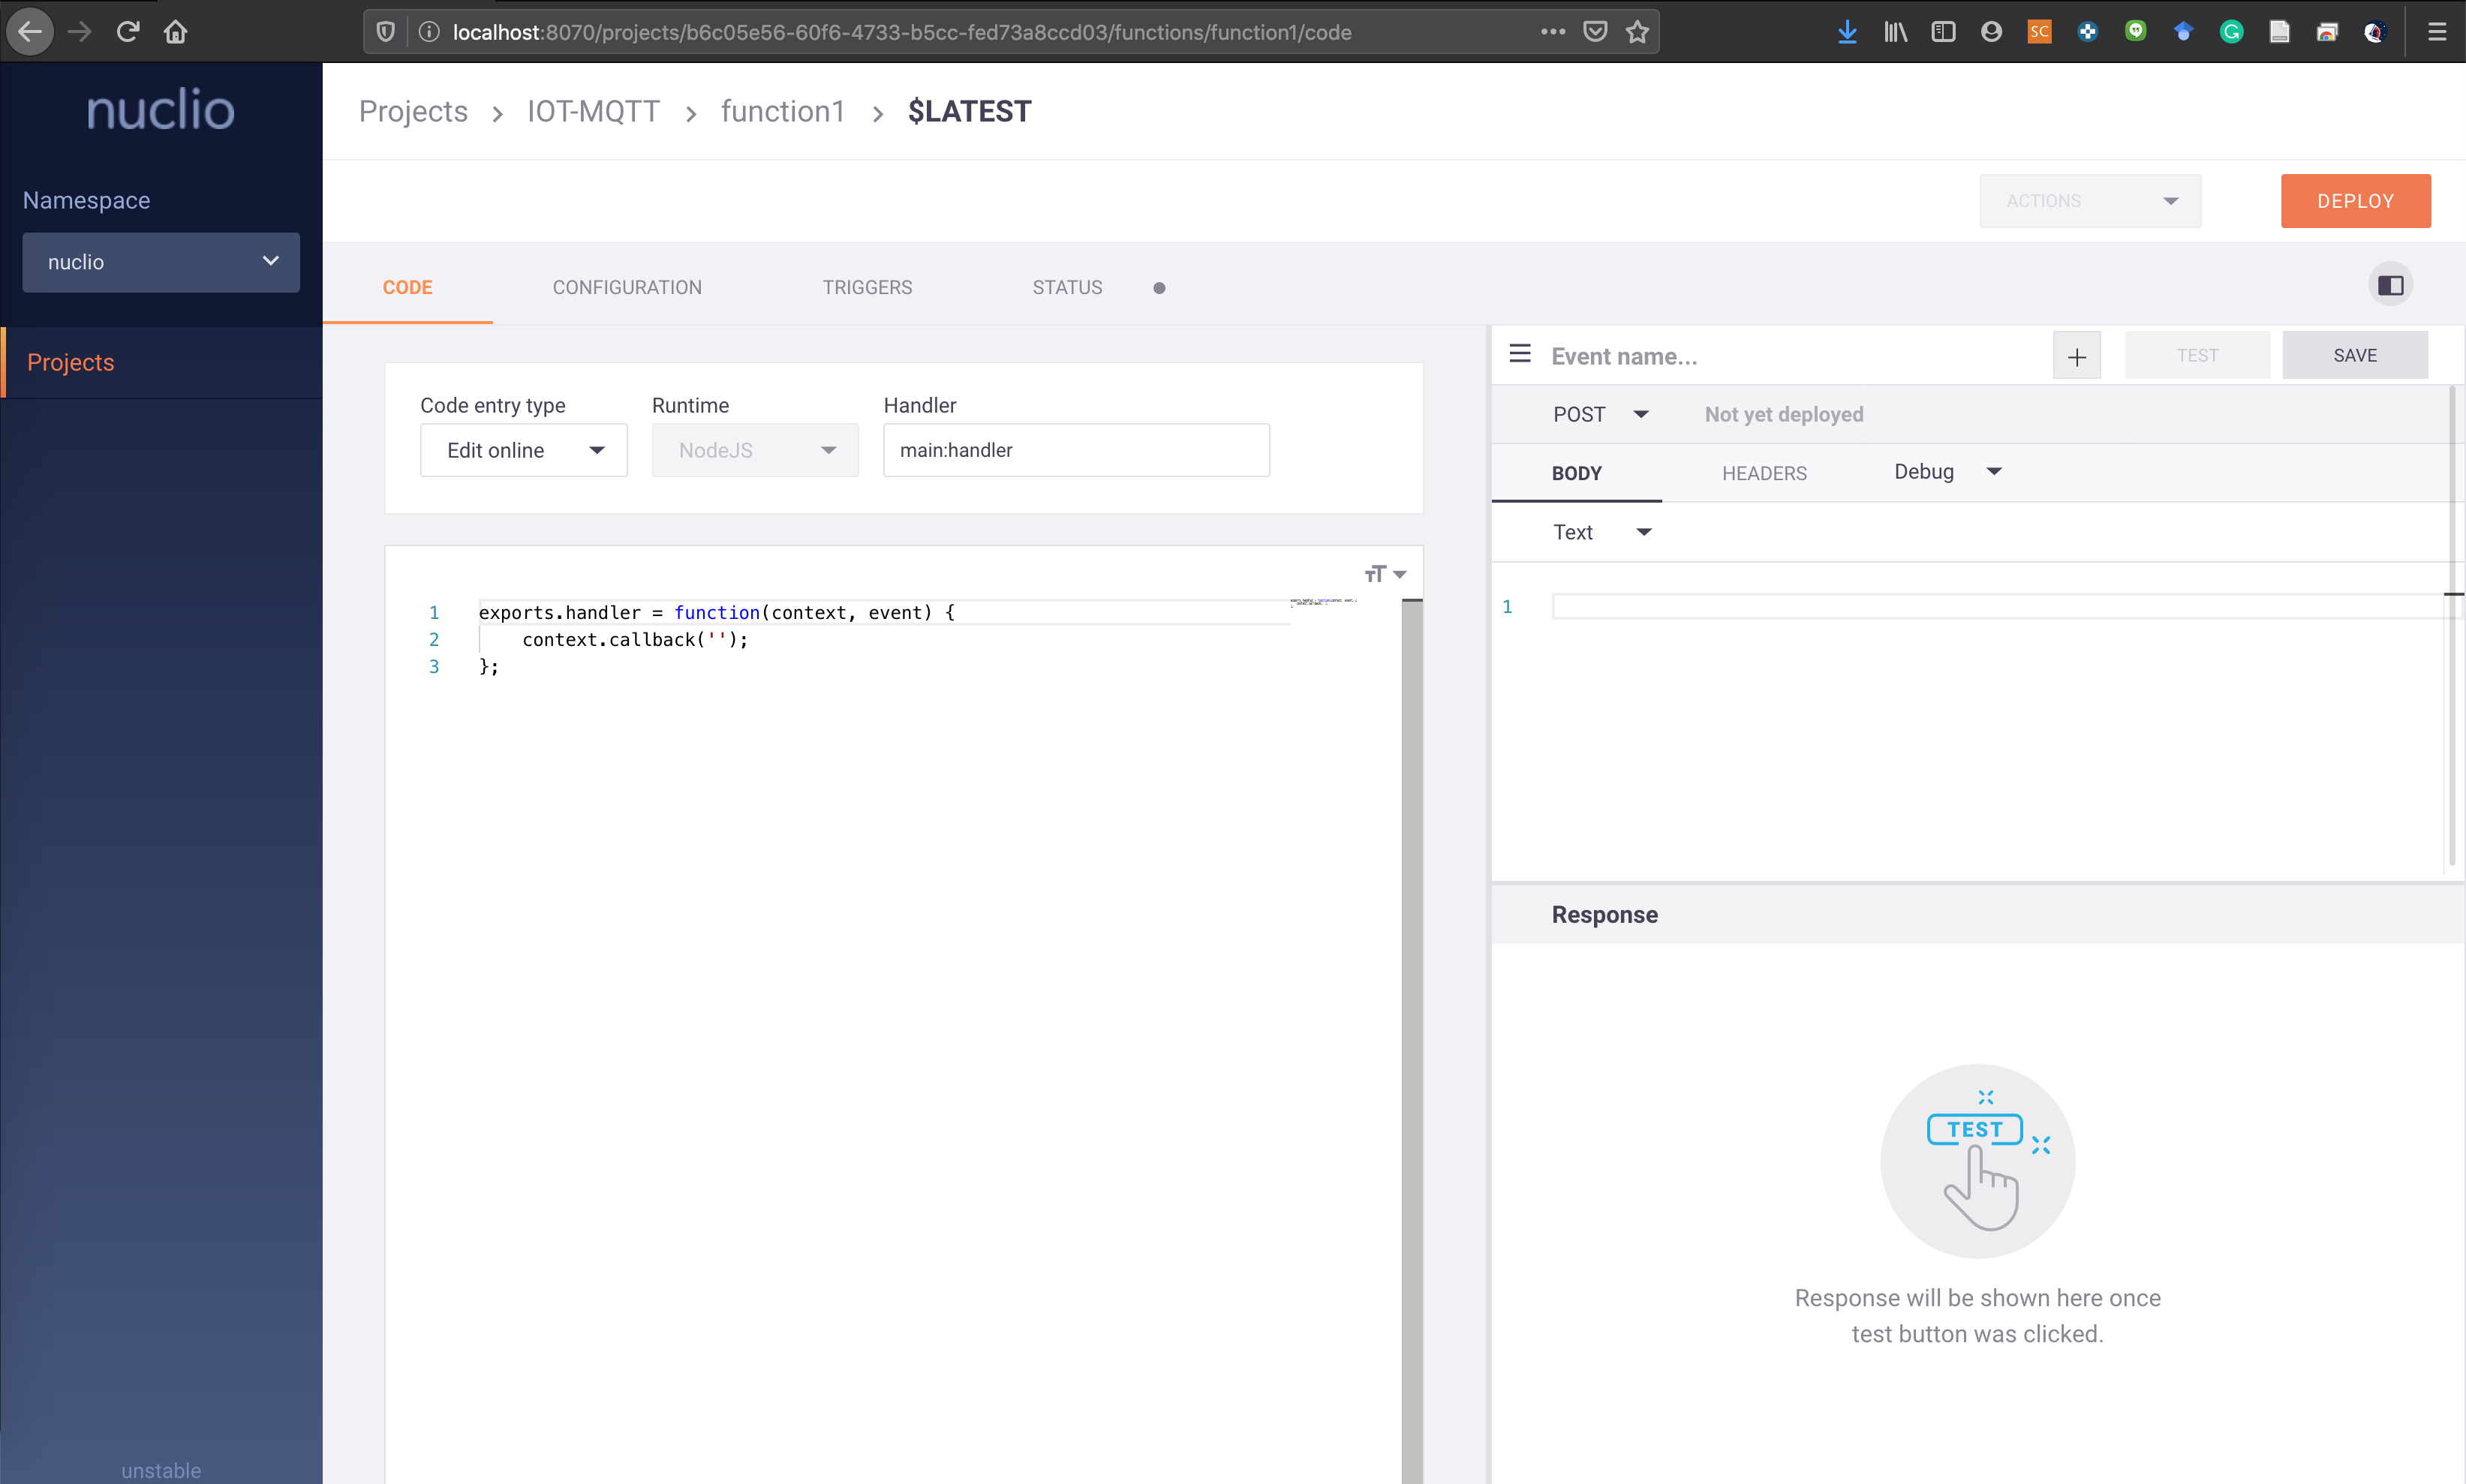 localhost:8070/projects/b6c05e56-60f6-4733-b5cc-fed73a8ccd03/functions/function1/code
SC
nuclio
Projects > IOT-MQTT > function1 > $LATEST
Namespace
nuclio
ACTIONS
DEPLOY
CODE CONFIGURATION TRIGGERS STATUS
Projects
Event name...
+ TEST SAVE
Code entry type Runtime Handler
Edit online NodeJS main:handler
POST Not yet deployed
BODY HEADERS Debug
Text
1
1 exports.handler = function(context, event) {
2 context.callback('');
3 };
Response
TEST
Response will be shown here once
test button was clicked.
unstable